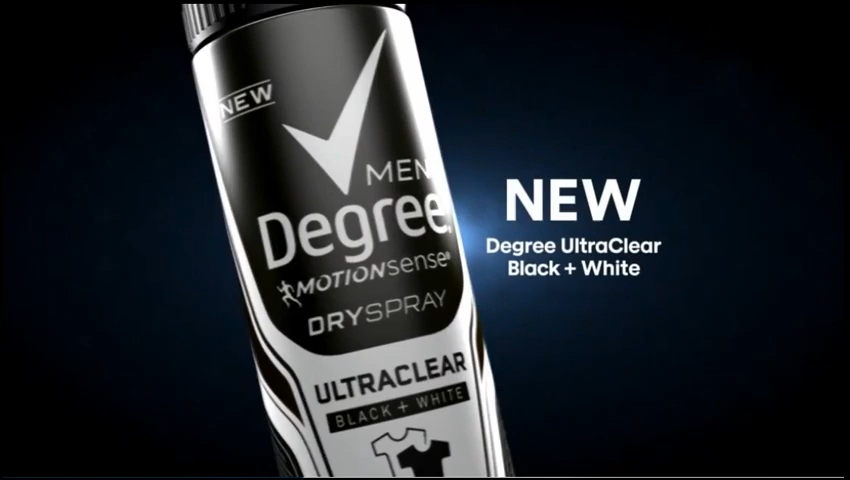 NEW
MEN
Degree
MOTIONsense®
DRYSPRAY
ULTRACLEAR
BLACK + WHITE
NEW
Degree UltraClear
Black + White